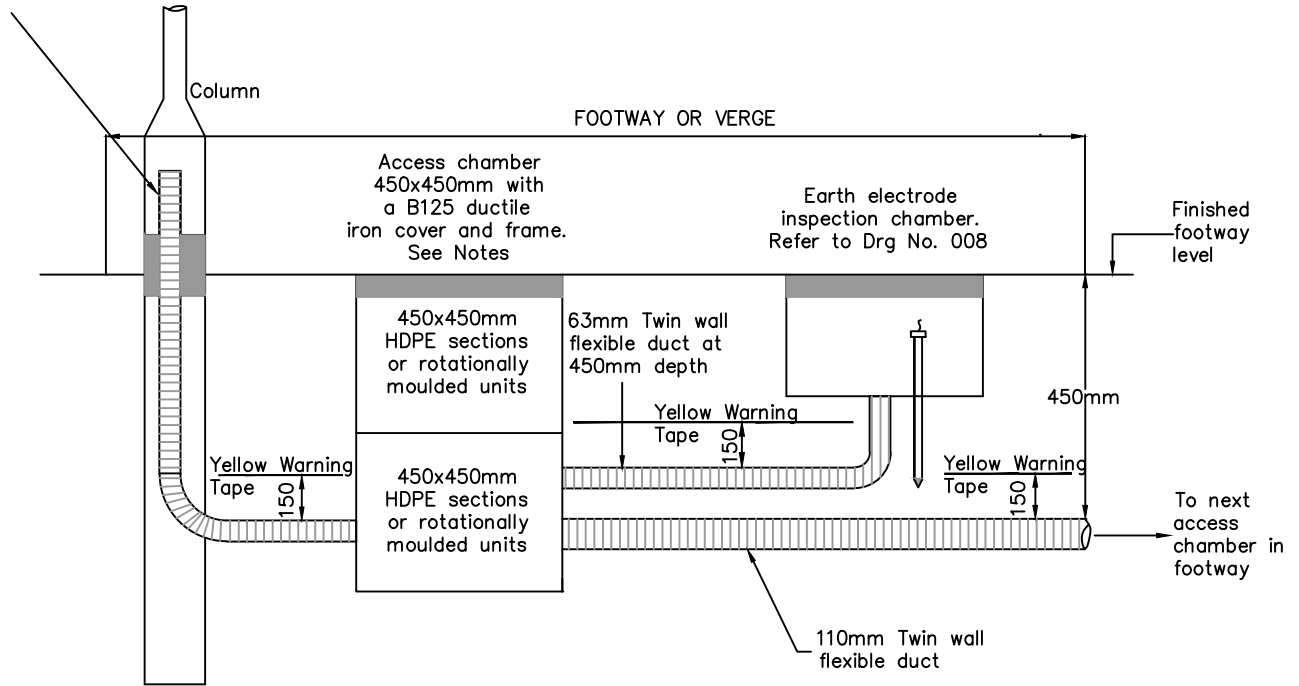 Column
FOOTWAY OR VERGE
Access chamber
450x450mm with
a B125 ductile
iron cover and frame.
See Notes
Earth electrode
inspection chamber.
Refer to Drg No. 008
Finished
footway
level
450x450mm
HDPE sections
or rotationally
moulded units
63mm Twin wall
flexible duct at
450mm depth
450mm
Yellow Warning
Tape
150
Yellow Warning
Tape
150
450x450mm
HDPE sections
or rotationally
moulded units
Yellow Warning
Tape
150
To next
access
chamber in
footway
110mm Twin wall
flexible duct